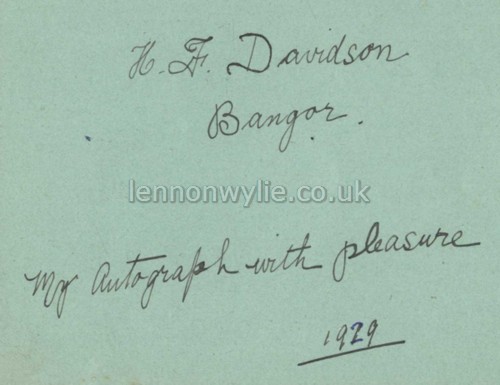 H. F. Davidson
Bangor.
lennonwylie.co.uk
My Autograph with pleasure
1929